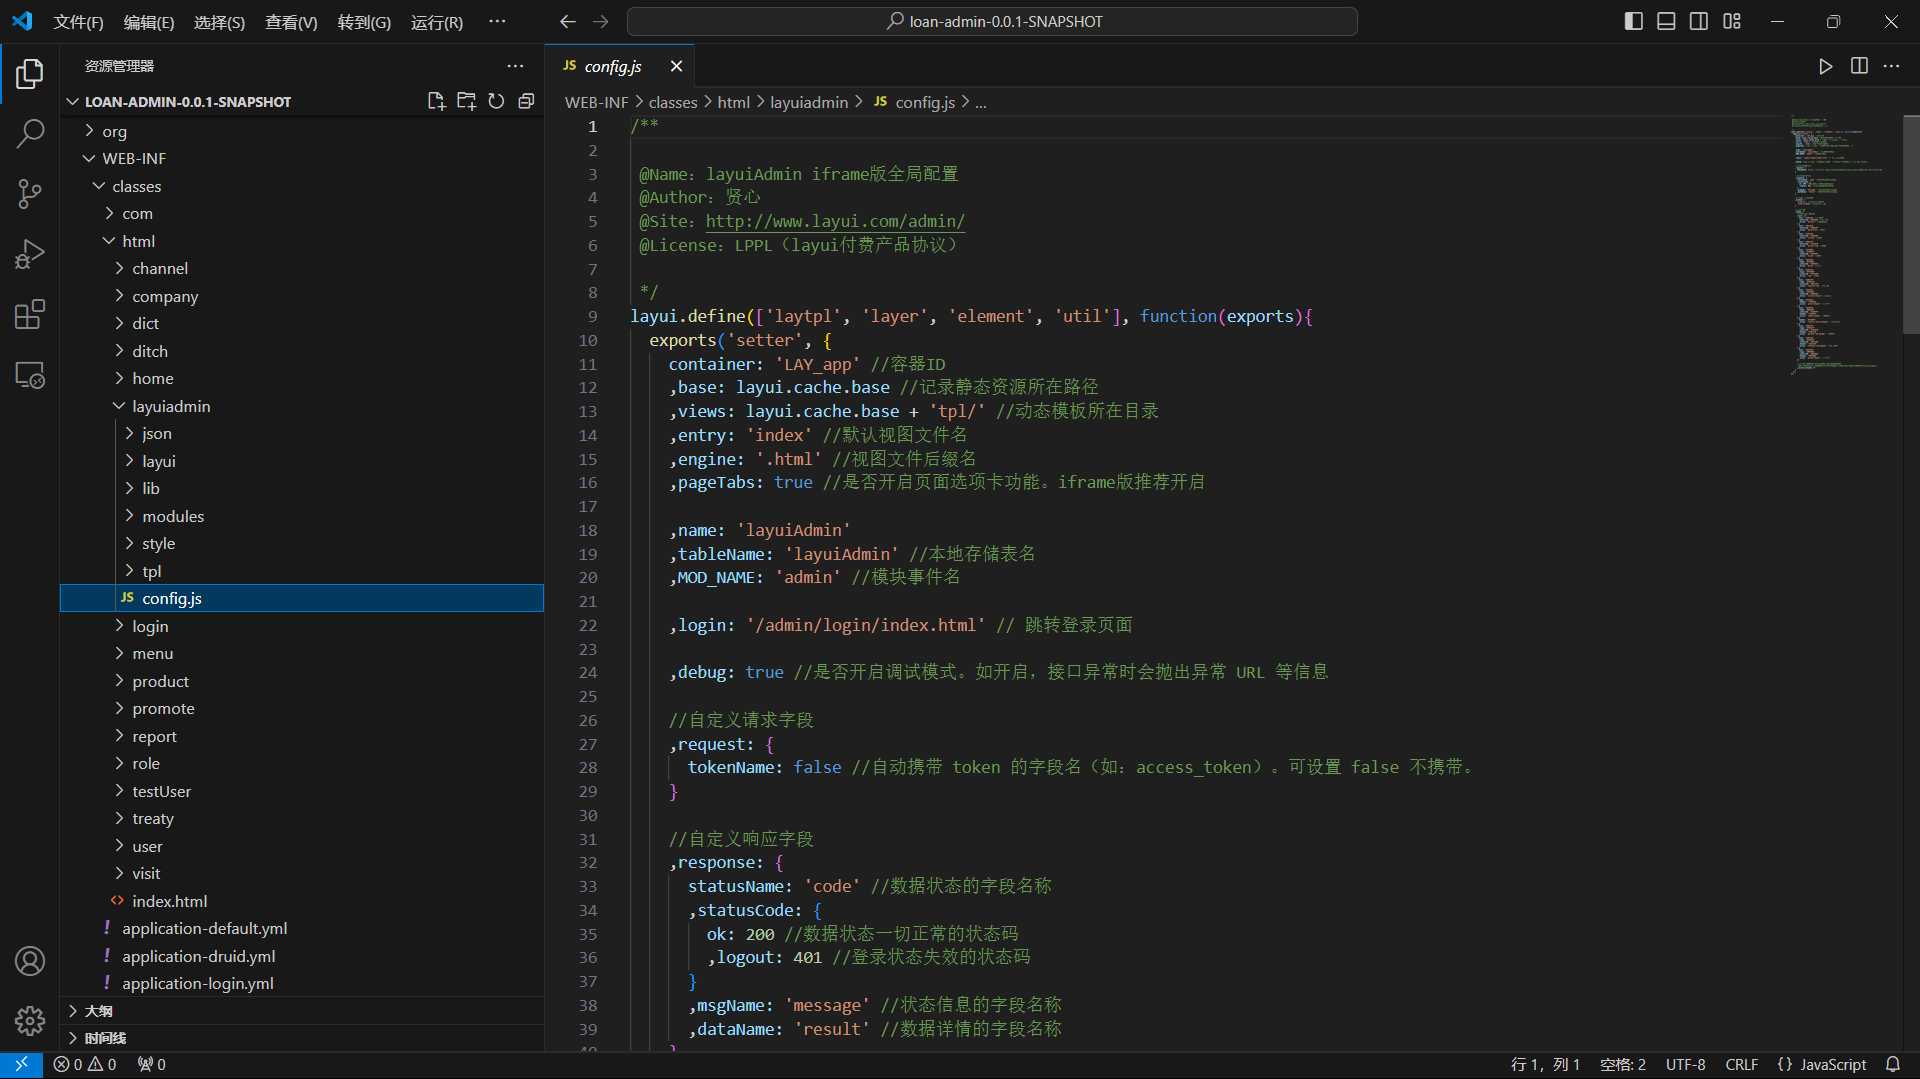 文件(F) 编辑(E) 选择(S) 查看(V) 转到(G) 运行(R) ··· loan-admin-0.0.1-SNAPSHOT
资源管理器
LOAN-ADMIN-0.0.1-SNAPSHOT
org
WEB-INF
classes
com
html
channel
company
dict
ditch
home
layuiadmin
json
layui
lib
modules
style
tpl
JS config.js
login
menu
product
promote
report
role
testUser
treaty
user
visit
index.html
application-default.yml
application-druid.yml
application-login.yml
大纲
时间线
JS config.js
WEB-INF > classes > html > layuiadmin > JS config.js > ...
1 /**
2
3 @Name：layuiAdmin iframe版全局配置
4 @Author：贤心
5 @Site：http://www.layui.com/admin/
6 @License：LPPL（layui付费产品协议）
7
8 */
9 layui.define(['laytpl', 'layer', 'element', 'util'], function(exports){
10 exports('setter', {
11 container: 'LAY_app' //容器ID
12 ,base: layui.cache.base //记录静态资源所在路径
13 ,views: layui.cache.base + 'tpl/' //动态模板所在目录
14 ,entry: 'index' //默认视图文件名
15 ,engine: '.html' //视图文件后缀名
16 ,pageTabs: true //是否开启页面选项卡功能。iframe版推荐开启
17
18 ,name: 'layuiAdmin'
19 ,tableName: 'layuiAdmin' //本地存储表名
20 ,MOD_NAME: 'admin' //模块事件名
21
22 ,login: '/admin/login/index.html' // 跳转登录页面
23
24 ,debug: true //是否开启调试模式。如开启，接口异常时会抛出异常 URL 等信息
25
26 //自定义请求字段
27 ,request: {
28 tokenName: false //自动携带 token 的字段名（如：access_token）。可设置 false 不携带。
29 }
30
31 //自定义响应字段
32 ,response: {
33 statusName: 'code' //数据状态的字段名称
34 ,statusCode: {
35 ok: 200 //数据状态一切正常的状态码
36 ,logout: 401 //登录状态失效的状态码
37 }
38 ,msgName: 'message' //状态信息的字段名称
39 ,dataName: 'result' //数据详情的字段名称
40 }
0 0 0 行 1，列 1 空格: 2 UTF-8 CRLF {} JavaScript